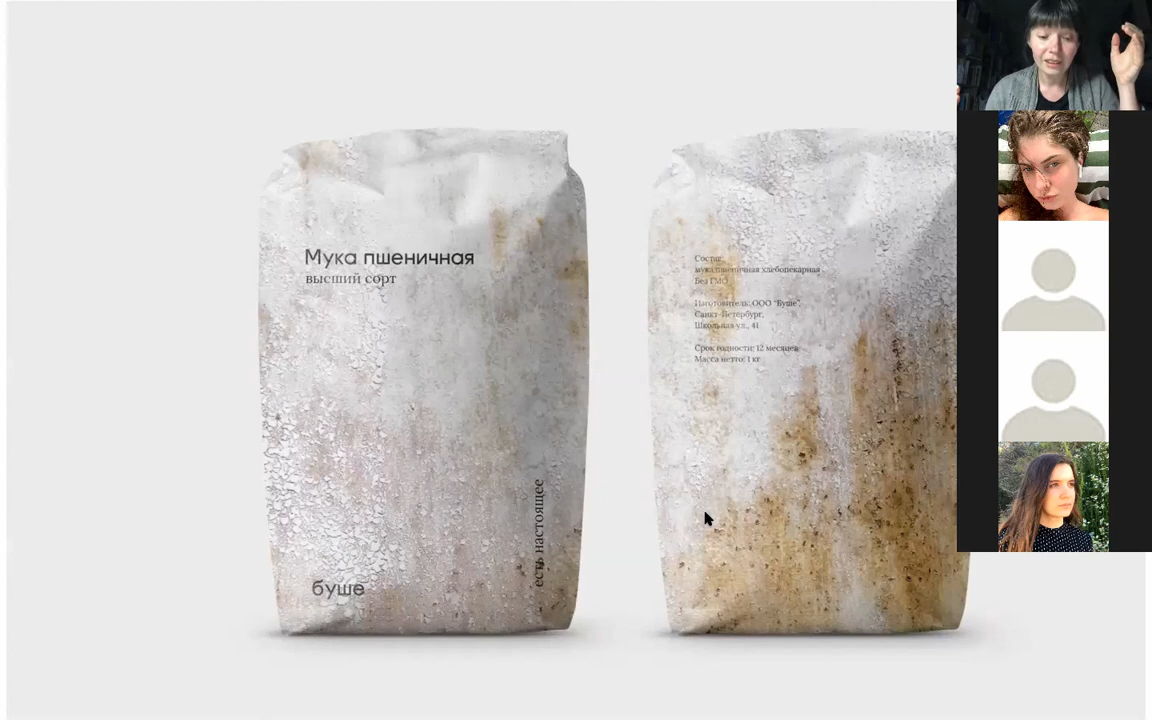 Мука пшеничная
высший сорт
есть настоящее
буше
Состав:
мука пшеничная хлебопекарная
Без ГМО
Изготовитель: ООО "Буше",
Санкт-Петербург,
Школьная ул., 41
Срок годности: 12 месяцев
Масса нетто: 1 кг